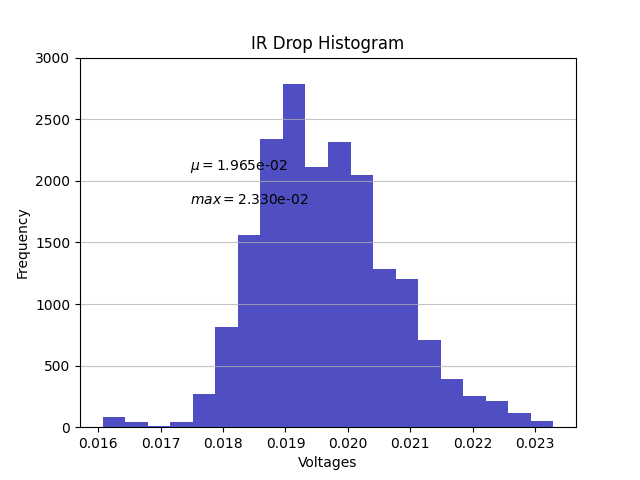 IR Drop Histogram
3000
2500
2000
1500
1000
500
0
Frequency
μ = 1.965e-02
max = 2.330e-02
0.016 0.017 0.018 0.019 0.020 0.021 0.022 0.023
Voltages